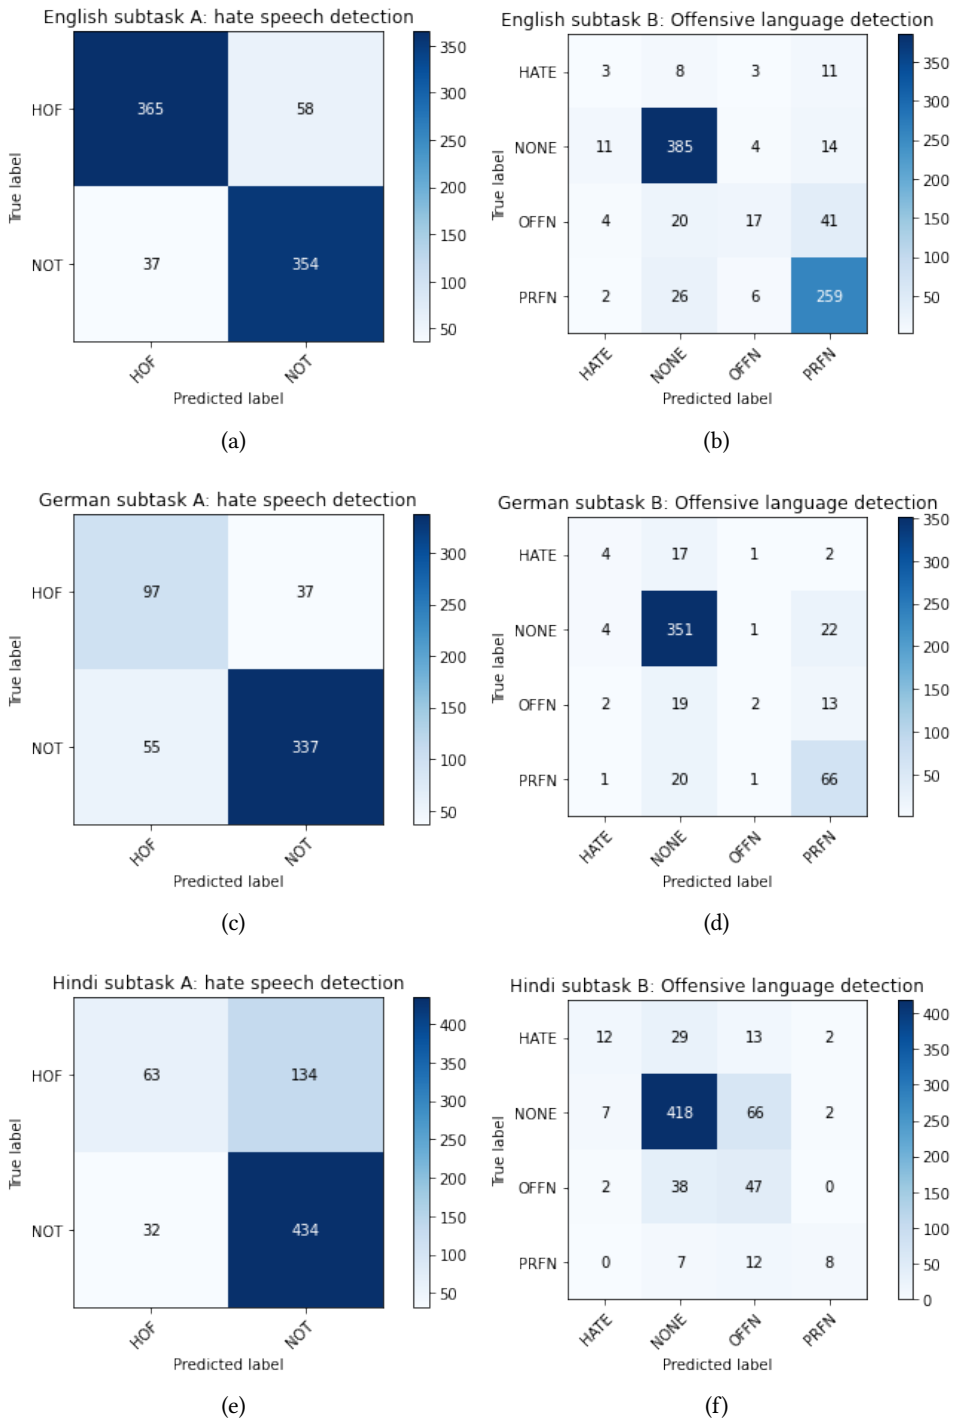 English subtask A: hate speech detection
HOF
365
58
NOT
37
354
True label
HOF
NOT
Predicted label
350
300
250
200
150
100
50
(a)
English subtask B: Offensive language detection
HATE
3
8
3
11
NONE
11
385
4
14
OFFN
4
20
17
41
PRFN
2
26
6
259
True label
HATE
NONE
OFFN
PRFN
Predicted label
350
300
250
200
150
100
50
(b)
German subtask A: hate speech detection
HOF
97
37
NOT
55
337
True label
HOF
NOT
Predicted label
300
250
200
150
100
50
(c)
German subtask B: Offensive language detection
HATE
4
17
1
2
NONE
4
351
1
22
OFFN
2
19
2
13
PRFN
1
20
1
66
True label
HATE
NONE
OFFN
PRFN
Predicted label
350
300
250
200
150
100
50
(d)
Hindi subtask A: hate speech detection
HOF
63
134
NOT
32
434
True label
HOF
NOT
Predicted label
400
350
300
250
200
150
100
50
(e)
Hindi subtask B: Offensive language detection
HATE
12
29
13
2
NONE
7
418
66
2
OFFN
2
38
47
0
PRFN
0
7
12
8
True label
HATE
NONE
OFFN
PRFN
Predicted label
400
350
300
250
200
150
100
50
0
(f)